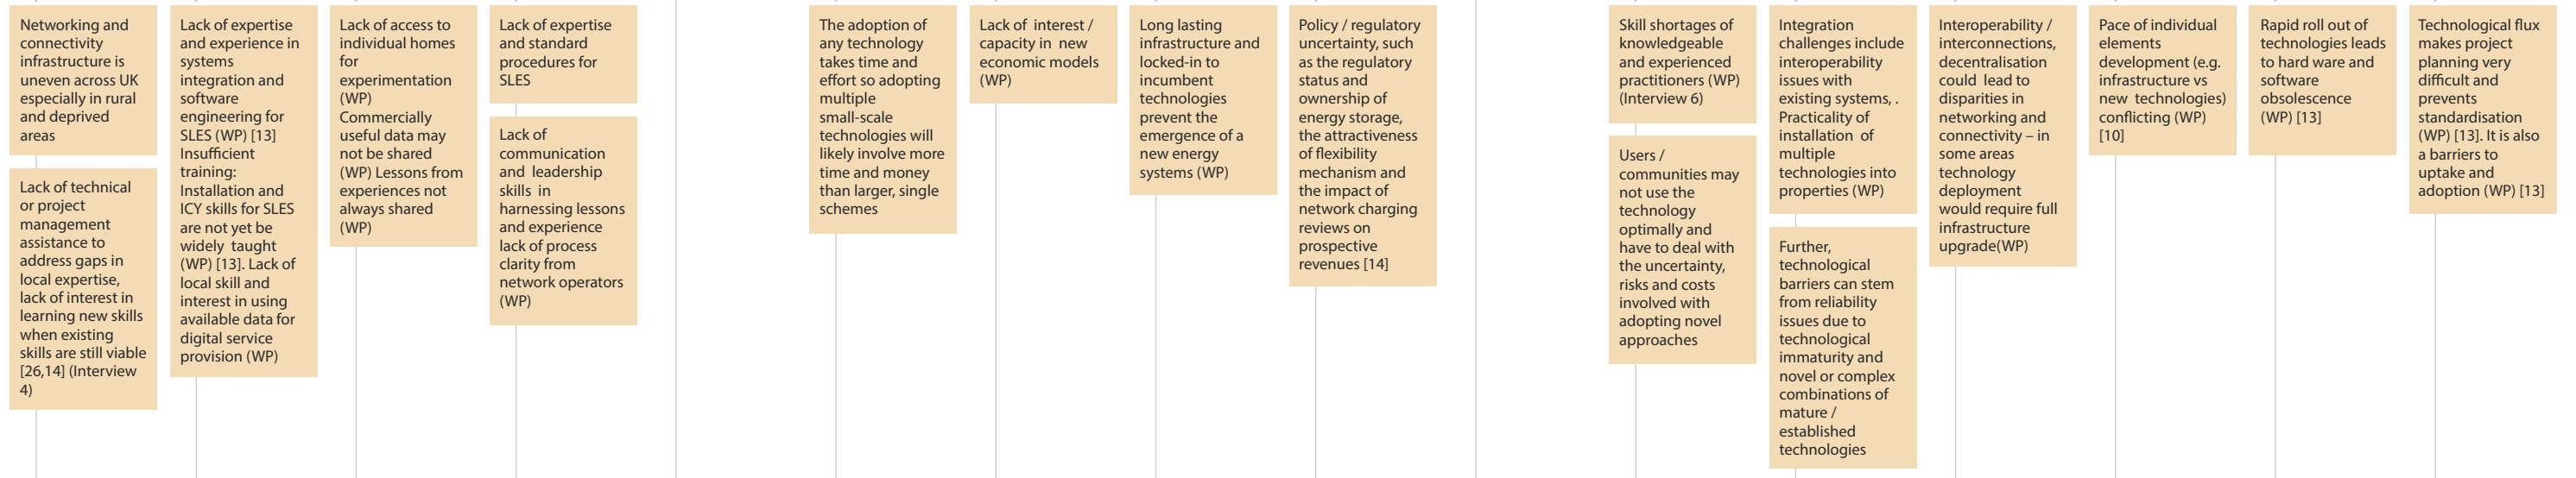 Networking and
connectivity
infrastructure is
uneven across UK
especially in rural
and deprived
areas
Lack of technical
or project
management
assistance to
address gaps in
local expertise,
lack of interest in
learning new skills
when existing
skills are still viable
[26,14] (Interview
4)
Lack of expertise
and experience in
systems
integration and
software
engineering for
SLES (WP) [13]
Insufficient
training:
Installation and
ICY skills for SLES
are not yet be
widely taught
(WP) [13]. Lack of
local skill and
interest in using
available data for
digital service
provision (WP)
Lack of access to
individual homes
for
experimentation
(WP)
Commercially
useful data may
not be shared
(WP) Lessons from
experiences not
always shared
(WP)
Lack of expertise
and standard
procedures for
SLES
Lack of
communication
and leadership
skills in
harnessing lessons
and experience
lack of process
clarity from
network operators
(WP)
The adoption of
any technology
takes time and
effort so adopting
multiple
small-scale
technologies will
likely involve more
time and money
than larger, single
schemes
Lack of interest /
capacity in new
economic models
(WP)
Long lasting
infrastructure and
locked-in to
incumbent
technologies
prevent the
emergence of a
new energy
systems (WP)
Policy / regulatory
uncertainty, such
as the regulatory
status and
ownership of
energy storage,
the attractiveness
of flexibility
mechanism and
the impact of
network charging
reviews on
prospective
revenues [14]
Skill shortages of
knowledgeable
and experienced
practitioners (WP)
(Interview 6)
Users /
communities may
not use the
technology
optimally and
have to deal with
the uncertainty,
risks and costs
involved with
adopting novel
approaches
Integration
challenges include
interoperability
issues with
existing systems, .
Practicality of
installation of
multiple
technologies into
properties (WP)
Further,
technological
barriers can stem
from reliability
issues due to
technological
immaturity and
novel or complex
combinations of
mature /
established
technologies
Interoperability /
interconnections,
decentralisation
could lead to
disparities in
networking and
connectivity – in
some areas
technology
deployment
would require full
infrastructure
upgrade(WP)
Pace of individual
elements
development (e.g.
infrastructure vs
new technologies)
conflicting (WP)
[10]
Rapid roll out of
technologies leads
to hard ware and
software
obsolescence
(WP) [13]
Technological flux
makes project
planning very
difficult and
prevents
standardisation
(WP) [13]. It is also
a barriers to
uptake and
adoption (WP) [13]